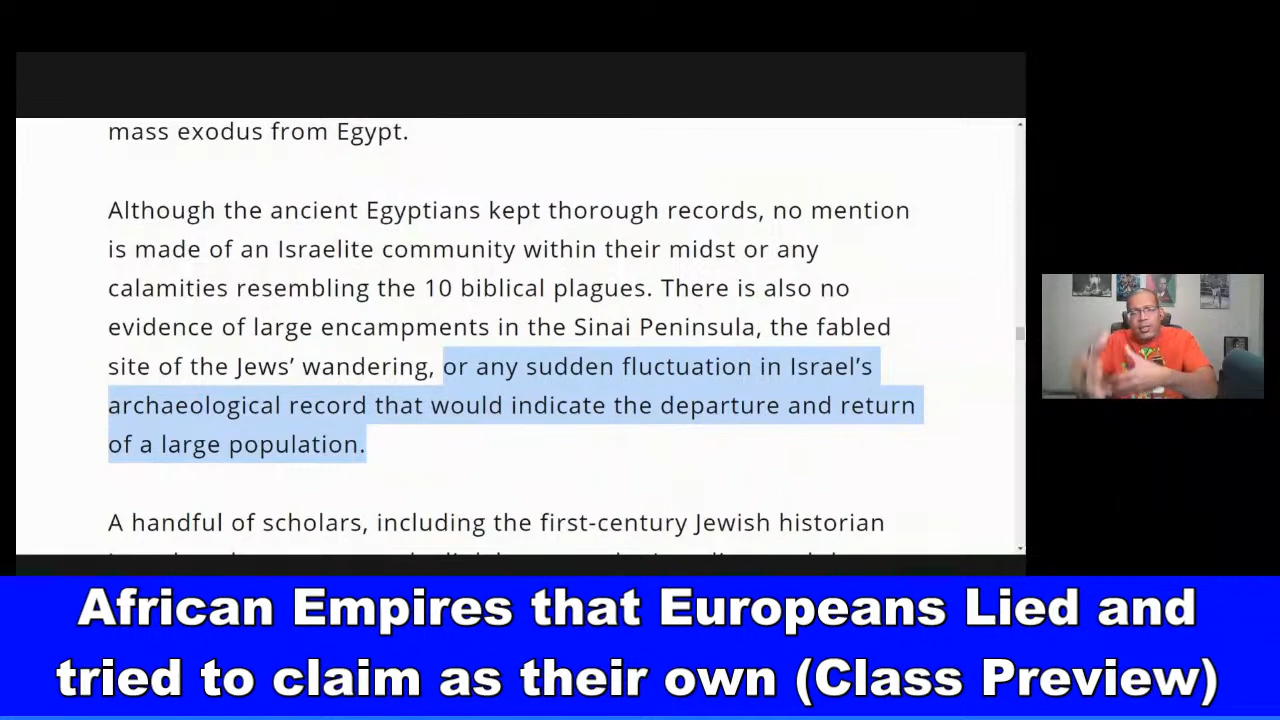 mass exodus from Egypt.
Although the ancient Egyptians kept thorough records, no mention
is made of an Israelite community within their midst or any
calamities resembling the 10 biblical plagues. There is also no
evidence of large encampments in the Sinai Peninsula, the fabled
site of the Jews’ wandering, or any sudden fluctuation in Israel’s
archaeological record that would indicate the departure and return
of a large population.
A handful of scholars, including the first-century Jewish historian
African Empires that Europeans Lied and
tried to claim as their own (Class Preview)